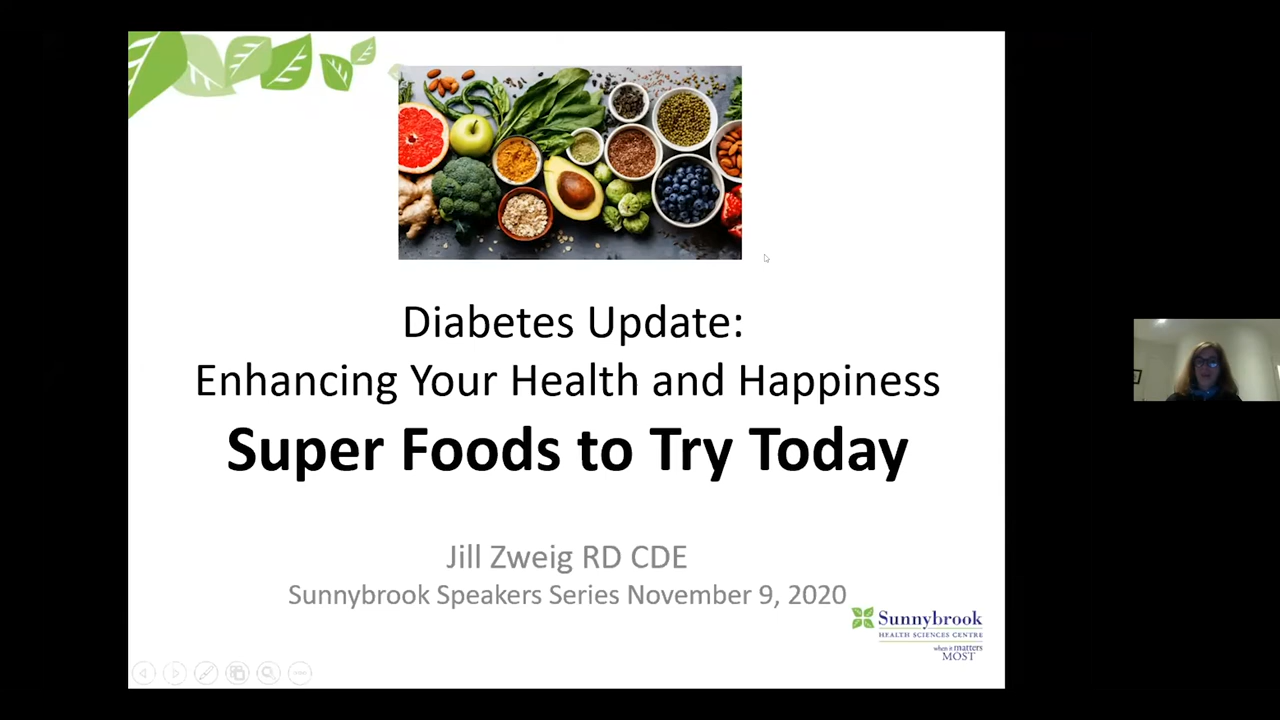 Diabetes Update:
Enhancing Your Health and Happiness
Super Foods to Try Today
Jill Zweig RD CDE
Sunnybrook Speakers Series November 9, 2020
Sunnybrook
HEALTH SCIENCES CENTRE
when it matters
MOST